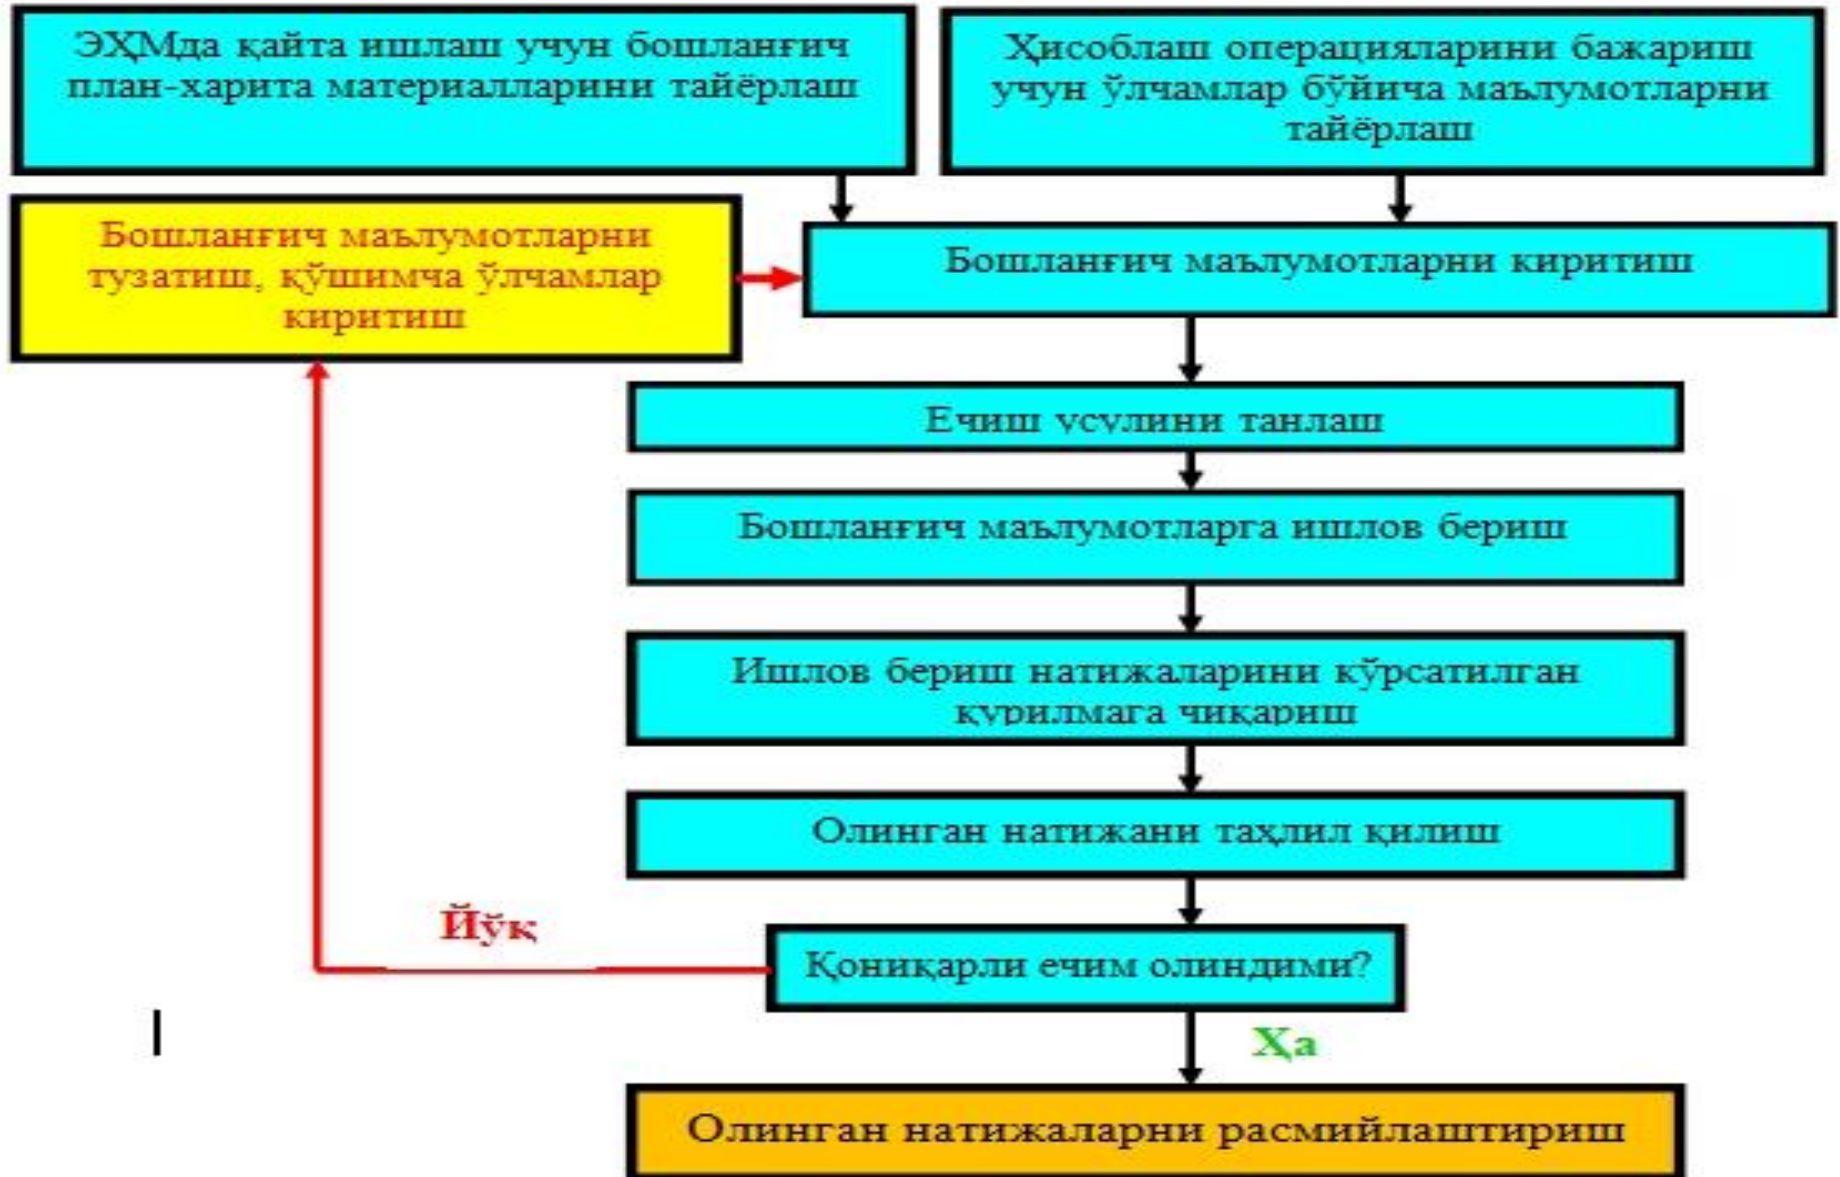 ЭҲМда қайта ишлаш учун бошланғич
план-харита материалларини тайёрлаш
Ҳисоблаш операцияларини бажариш
учун ўлчамлар бўйича маълумотларни
тайёрлаш
Бошланғич маълумотларни
тузатиш, қўшимча ўлчамлар
киритиш
Бошланғич маълумотларни киритиш
Ечиш усулини танлаш
Бошланғич маълумотларга ишлов бериш
Ишлов бериш натижаларини кўрсатилган
қурилмага чиқариш
Олинган натижани таҳлил қилиш
Йўқ
Қониқарли ечим олиндими?
Ҳа
Олинган натижаларни расмийлаштириш